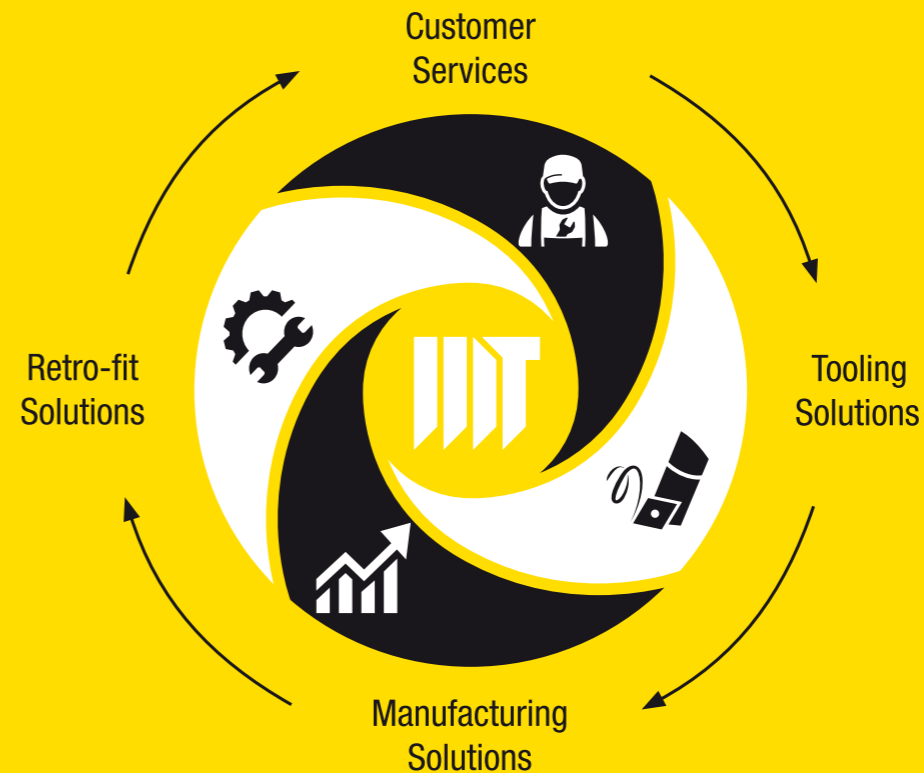 Customer
Services
Retro-fit
Solutions
Tooling
Solutions
Manufacturing
Solutions